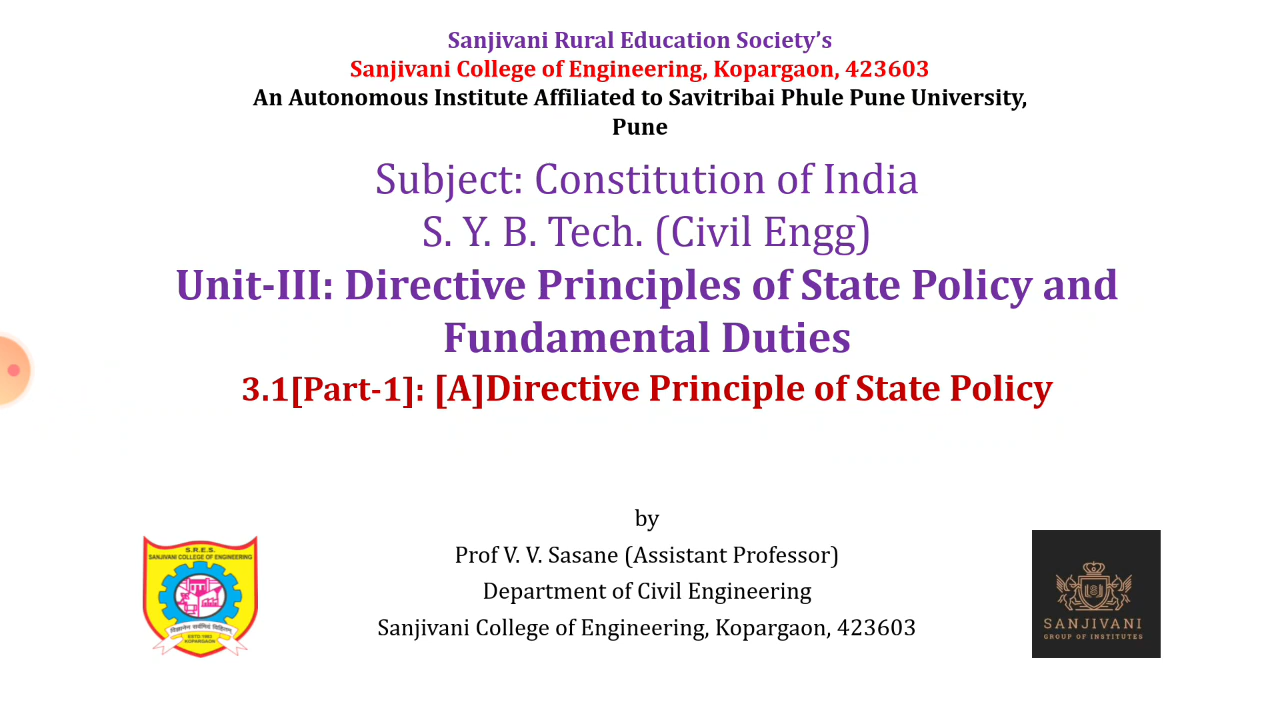 Sanjivani Rural Education Society’s
Sanjivani College of Engineering, Kopargaon, 423603
An Autonomous Institute Affiliated to Savitribai Phule Pune University,
Pune
Subject: Constitution of India
S. Y. B. Tech. (Civil Engg)
Unit-III: Directive Principles of State Policy and
Fundamental Duties
3.1[Part-1]: [A]Directive Principle of State Policy
by
Prof V. V. Sasane (Assistant Professor)
Department of Civil Engineering
Sanjivani College of Engineering, Kopargaon, 423603
S.R.E.S.
SANJIVANI COLLEGE OF ENGINEERING
ESTD 1983
KOPARGAON
SANJIVANI
GROUP OF INSTITUTES